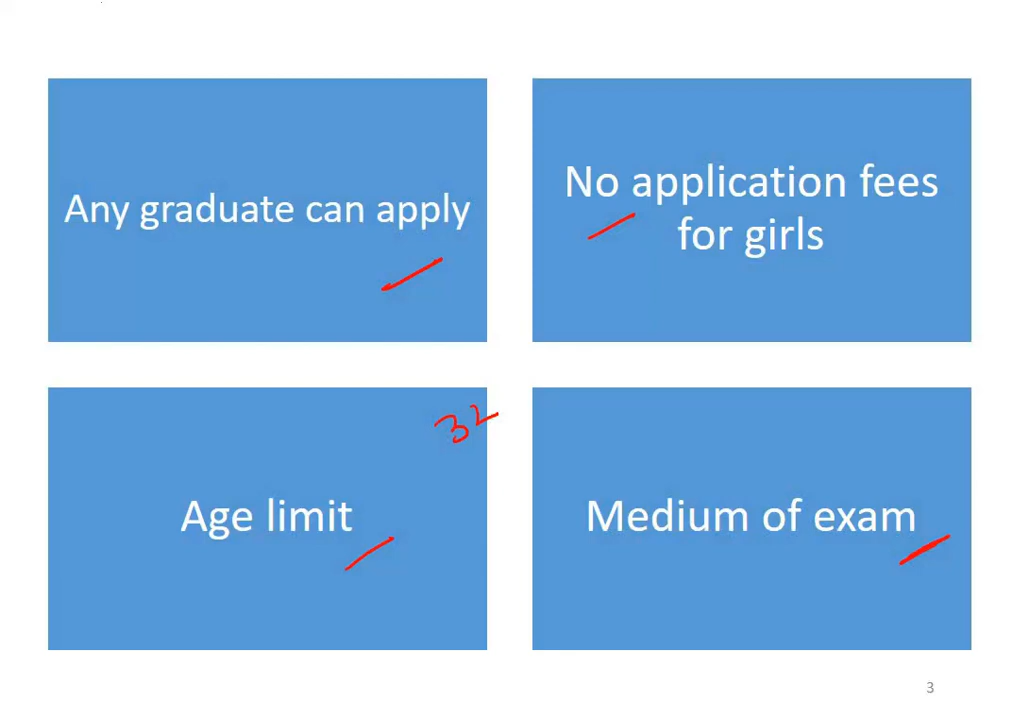 Any graduate can apply
No application fees
for girls
32
Age limit
Medium of exam
3